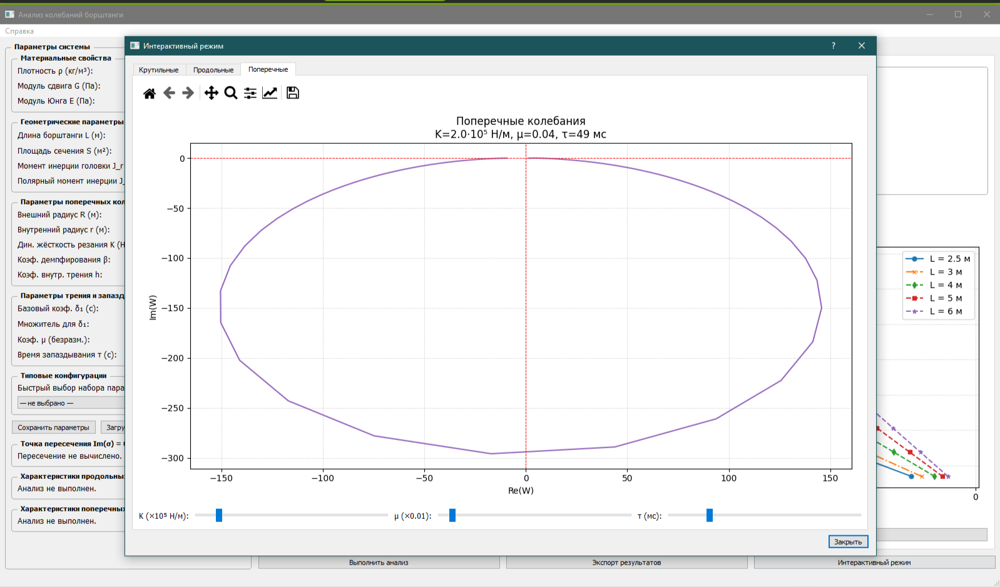 Анализ колебаний борштанги
Справка
Параметры системы
Материальные свойства
Плотность ρ (кг/м³):
Модуль сдвига G (Па):
Модуль Юнга E (Па):
Геометрические параметры
Длина борштанги L (м):
Площадь сечения S (м²):
Момент инерции головки J_r
Полярный момент инерции J_
Параметры поперечных кол
Внешний радиус R (м):
Внутренний радиус r (м):
Дин. жёсткость резания K (Н
Коэф. демпфирования β:
Коэф. внутр. трения h:
Параметры трения и запазд
Базовый коэф. δ₁ (с):
Множитель для δ₁:
Коэф. μ (безразм.):
Время запаздывания τ (с):
Типовые конфигурации
Быстрый выбор набора пара
— не выбрано —
Сохранить параметры
Загру
Точка пересечения Im(σ) =
Пересечение не вычислено.
Характеристики продольны
Анализ не выполнен.
Характеристики поперечны
Анализ не выполнен.
Интерактивный режим
?
Крутильные
Продольные
Поперечные
Поперечные колебания
K=2.0·10⁵ Н/м, μ=0.04, τ=49 мс
Im(W)
0
−50
−100
−150
−200
−250
−300
−150
−100
−50
0
50
100
150
Re(W)
K (×10⁵ Н/м):
μ (×0.01):
τ (мс):
Закрыть
L = 2.5 м
L = 3 м
L = 4 м
L = 5 м
L = 6 м
0
Выполнить анализ
Экспорт результатов
Интерактивный режим